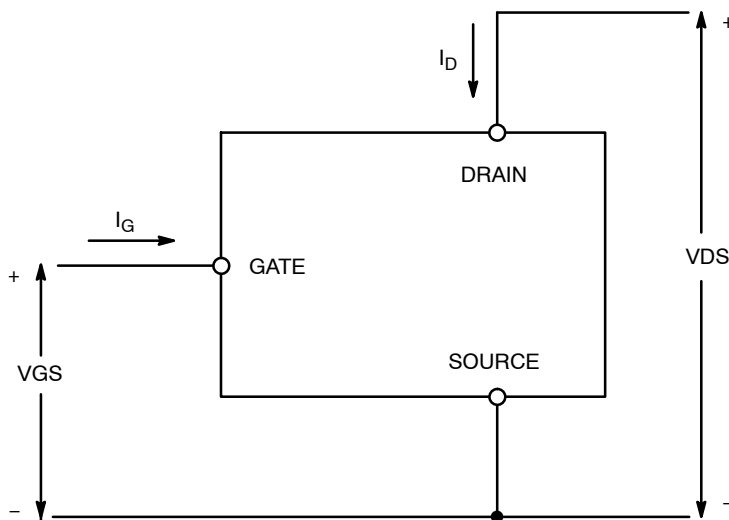 +
I_D
DRAIN
I_G
VDS
+
GATE
SOURCE
VGS
–
–